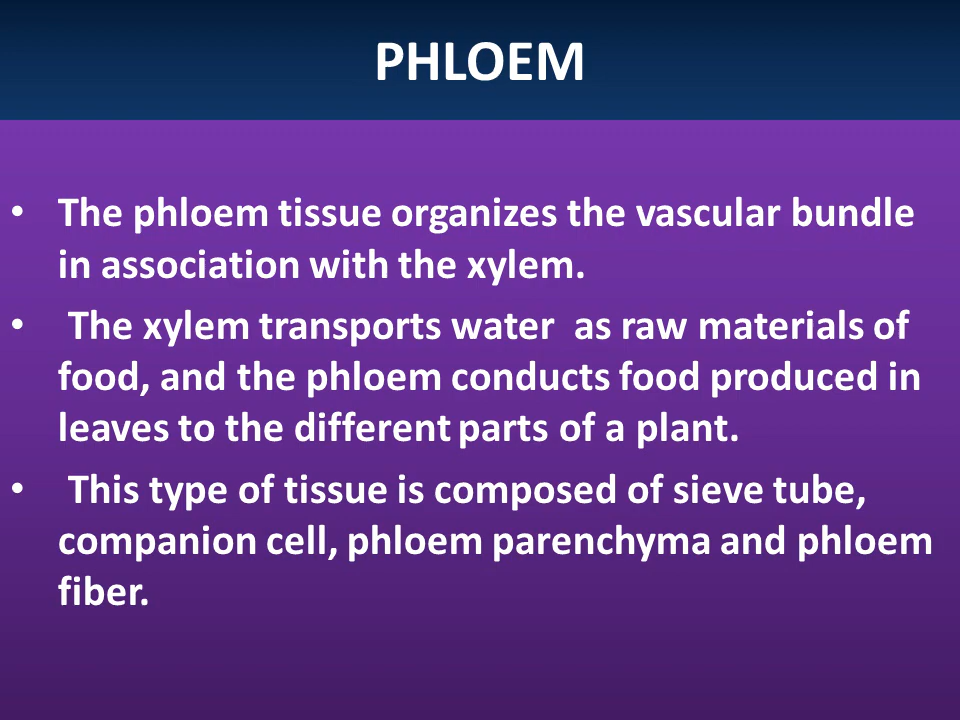 PHLOEM
• The phloem tissue organizes the vascular bundle
in association with the xylem.
• The xylem transports water  as raw materials of
food, and the phloem conducts food produced in
leaves to the different parts of a plant.
• This type of tissue is composed of sieve tube,
companion cell, phloem parenchyma and phloem
fiber.